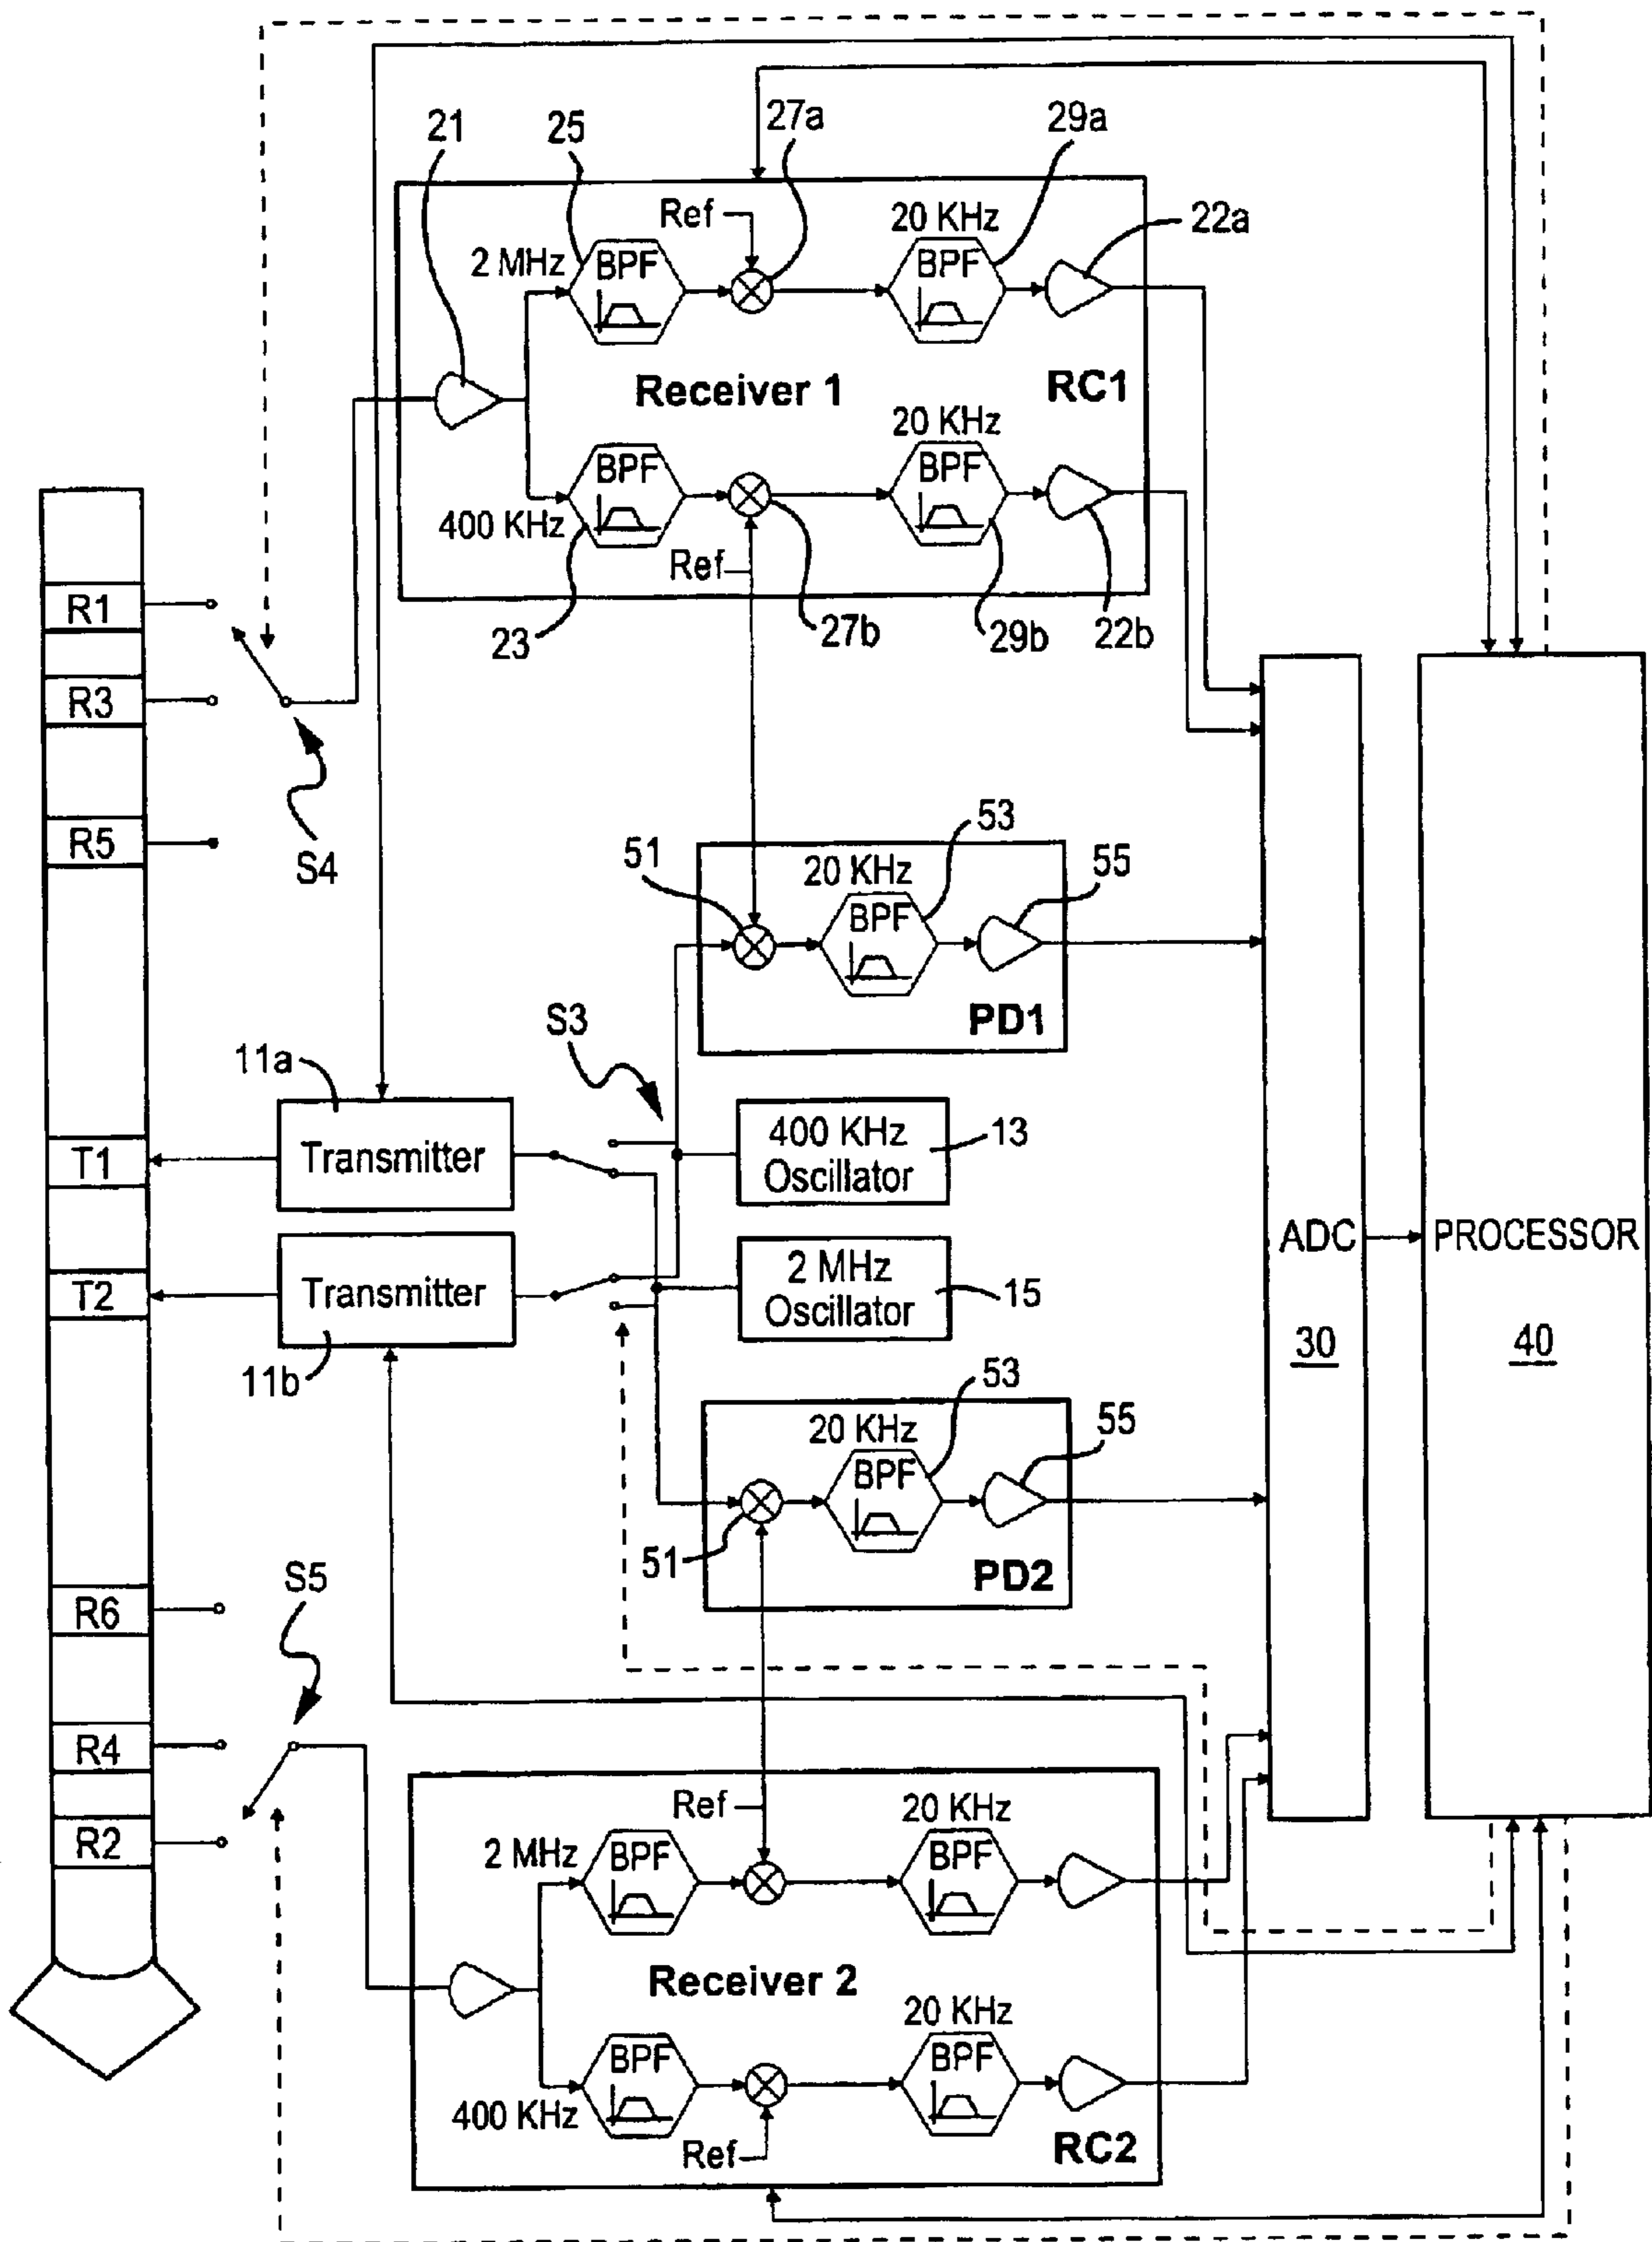 21
25
27a
29a
22a
Ref
20 KHz
2 MHz
BPF
BPF
Receiver 1
RC1
20 KHz
BPF
BPF
400 KHz
Ref
23
27b
29b
22b
R1
R3
R5
S4
51
53
55
20 KHz
BPF
PD1
S3
11a
T1
Transmitter
400 KHz
Oscillator
13
T2
Transmitter
2 MHz
Oscillator
15
11b
ADC
30
PROCESSOR
40
53
55
20 KHz
BPF
51
PD2
S5
R6
R4
R2
Ref
20 KHz
2 MHz
BPF
BPF
Receiver 2
20 KHz
BPF
BPF
400 KHz
Ref
RC2